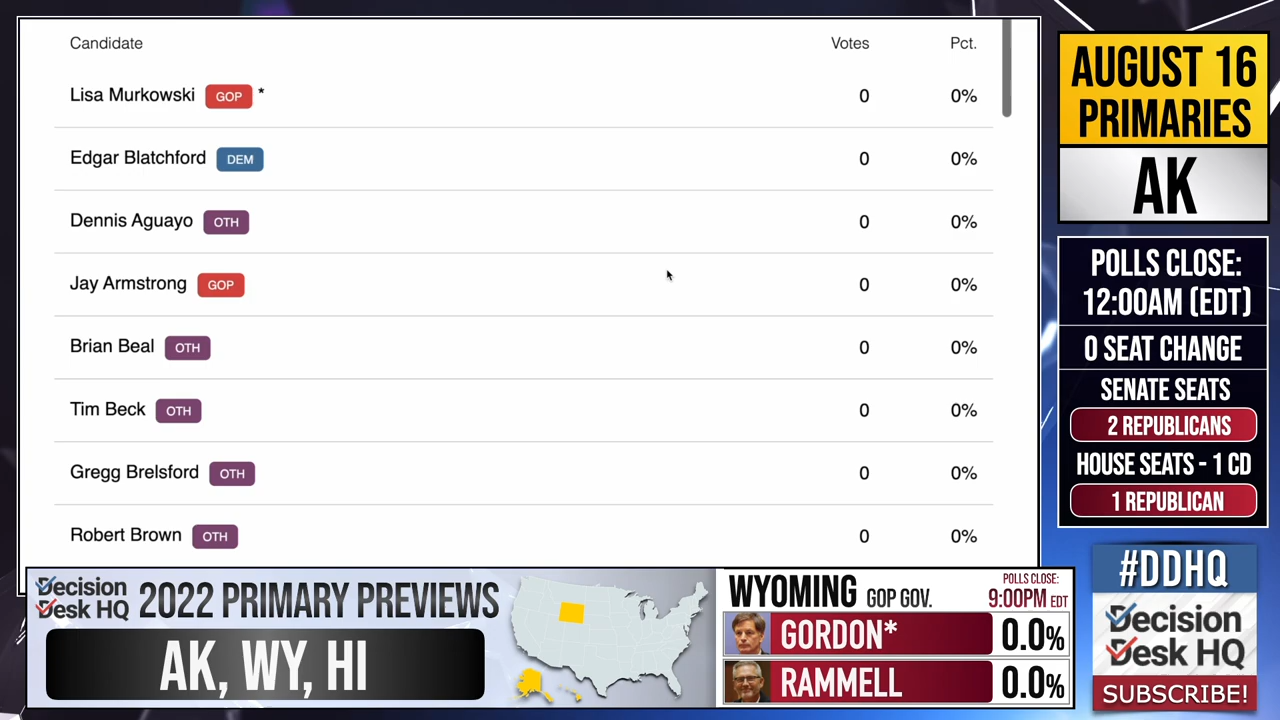 Candidate Votes Pct.
Lisa Murkowski GOP * 0 0%
Edgar Blatchford DEM 0 0%
Dennis Aguayo OTH 0 0%
Jay Armstrong GOP 0 0%
Brian Beal OTH 0 0%
Tim Beck OTH 0 0%
Gregg Brelsford OTH 0 0%
Robert Brown OTH 0 0%
AUGUST 16
PRIMARIES
AK
POLLS CLOSE:
12:00AM (EDT)
0 SEAT CHANGE
SENATE SEATS
2 REPUBLICANS
HOUSE SEATS - 1 CD
1 REPUBLICAN
Decision
Desk HQ
2022 PRIMARY PREVIEWS
AK, WY, HI
WYOMING GOP GOV.
POLLS CLOSE:
9:00PM EDT
GORDON* 0.0%
RAMMELL 0.0%
#DDHQ
Decision
Desk HQ
SUBSCRIBE!